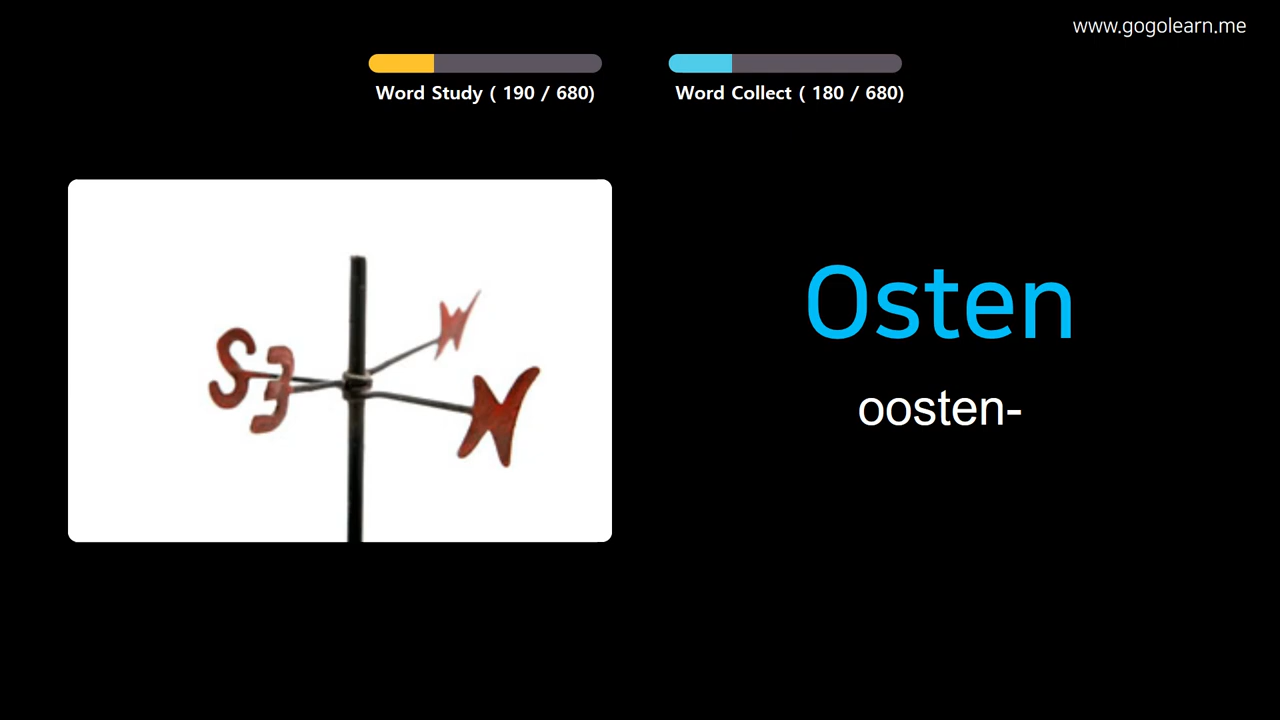 www.gogolearn.me
Word Study ( 190 / 680)
Word Collect ( 180 / 680)
S
E
W
N
Osten
oosten-